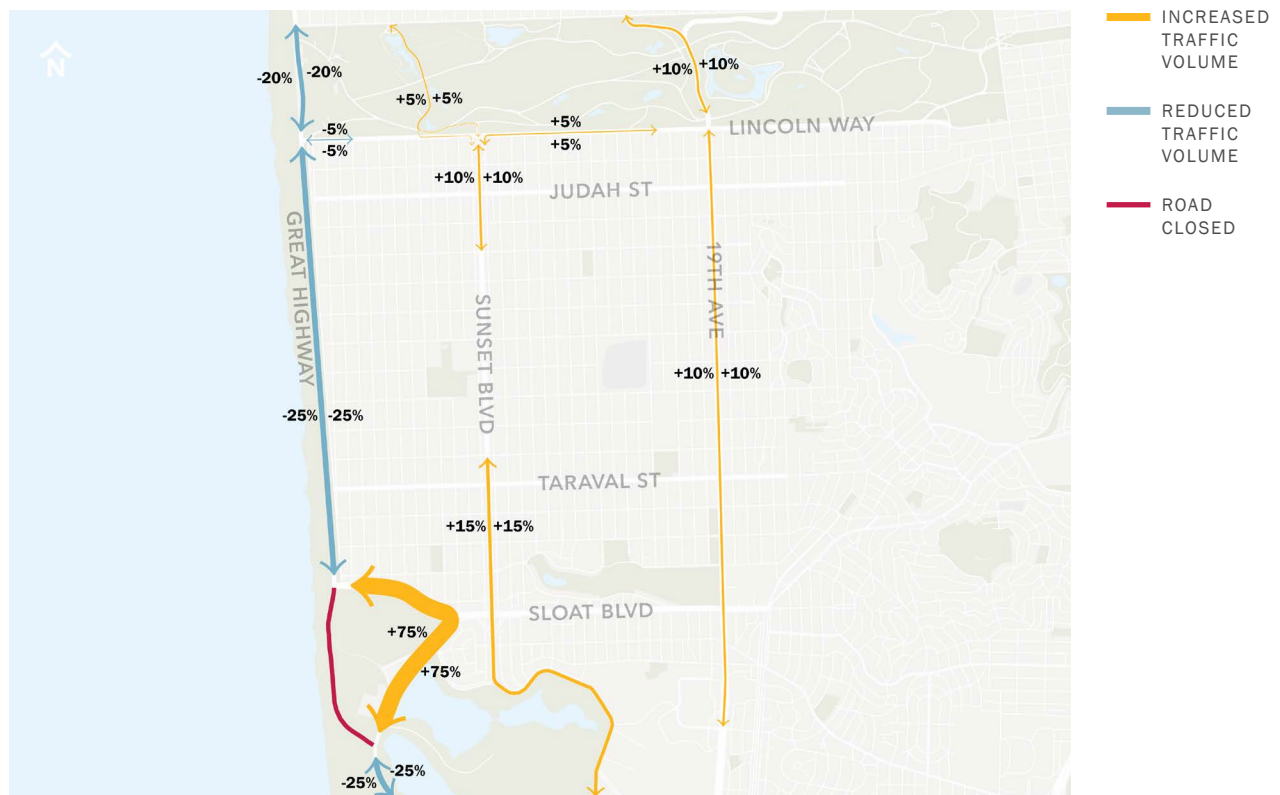 N
-20% -20%
+5% +5%
+10% +10%
-5%
-5%
+5%
+5%
LINCOLN WAY
+10% +10%
JUDAH ST
GREAT HIGHWAY
SUNSET BLVD
19TH AVE
-25% -25%
+10% +10%
TARAVAL ST
+15% +15%
SLOAT BLVD
+75%
+75%
-25% -25%
INCREASED
TRAFFIC
VOLUME
REDUCED
TRAFFIC
VOLUME
ROAD
CLOSED